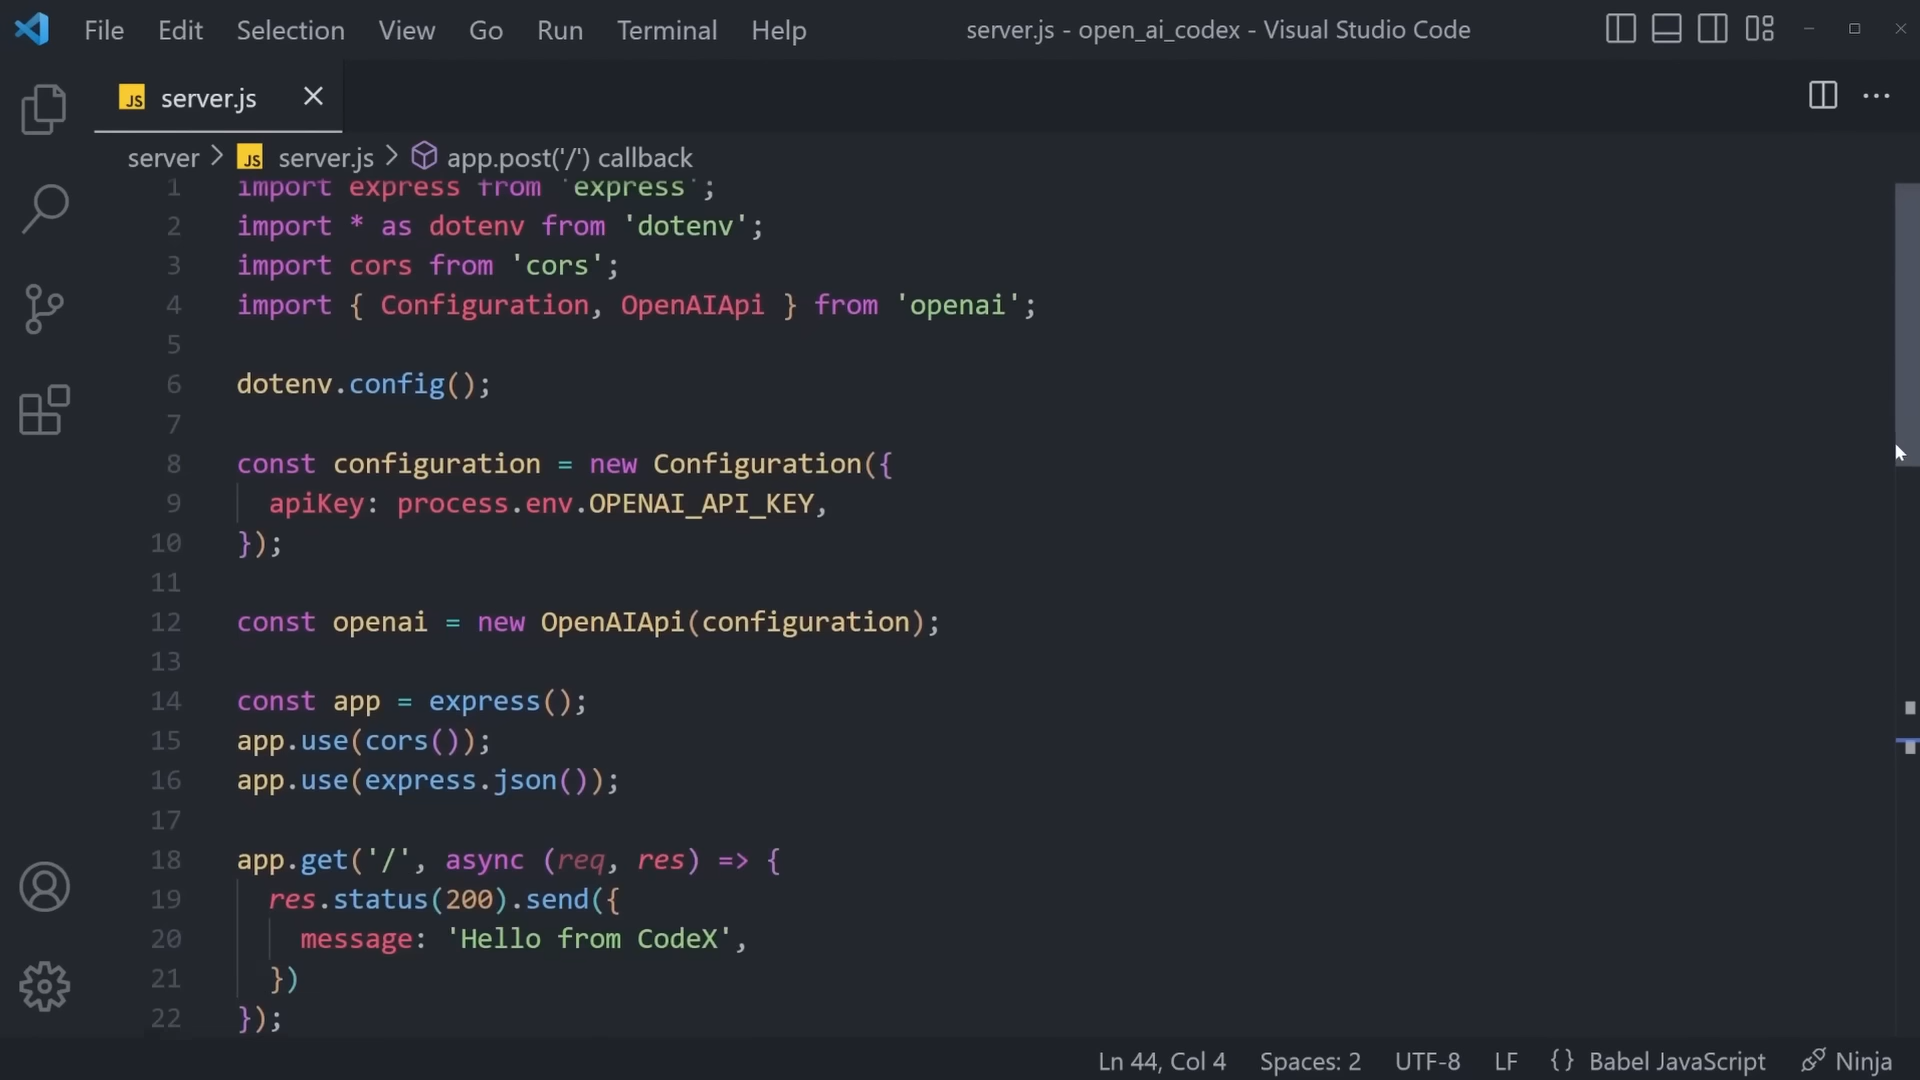 File Edit Selection View Go Run Terminal Help server.js - open_ai_codex - Visual Studio Code
JS server.js
server > JS server.js > app.post('/') callback
1 import express from 'express';
2 import * as dotenv from 'dotenv';
3 import cors from 'cors';
4 import { Configuration, OpenAIApi } from 'openai';
5
6 dotenv.config();
7
8 const configuration = new Configuration({
9   apiKey: process.env.OPENAI_API_KEY,
10 });
11
12 const openai = new OpenAIApi(configuration);
13
14 const app = express();
15 app.use(cors());
16 app.use(express.json());
17
18 app.get('/', async (req, res) => {
19   res.status(200).send({
20     message: 'Hello from CodeX',
21   })
22 });
Ln 44, Col 4 Spaces: 2 UTF-8 LF {} Babel JavaScript Ninja